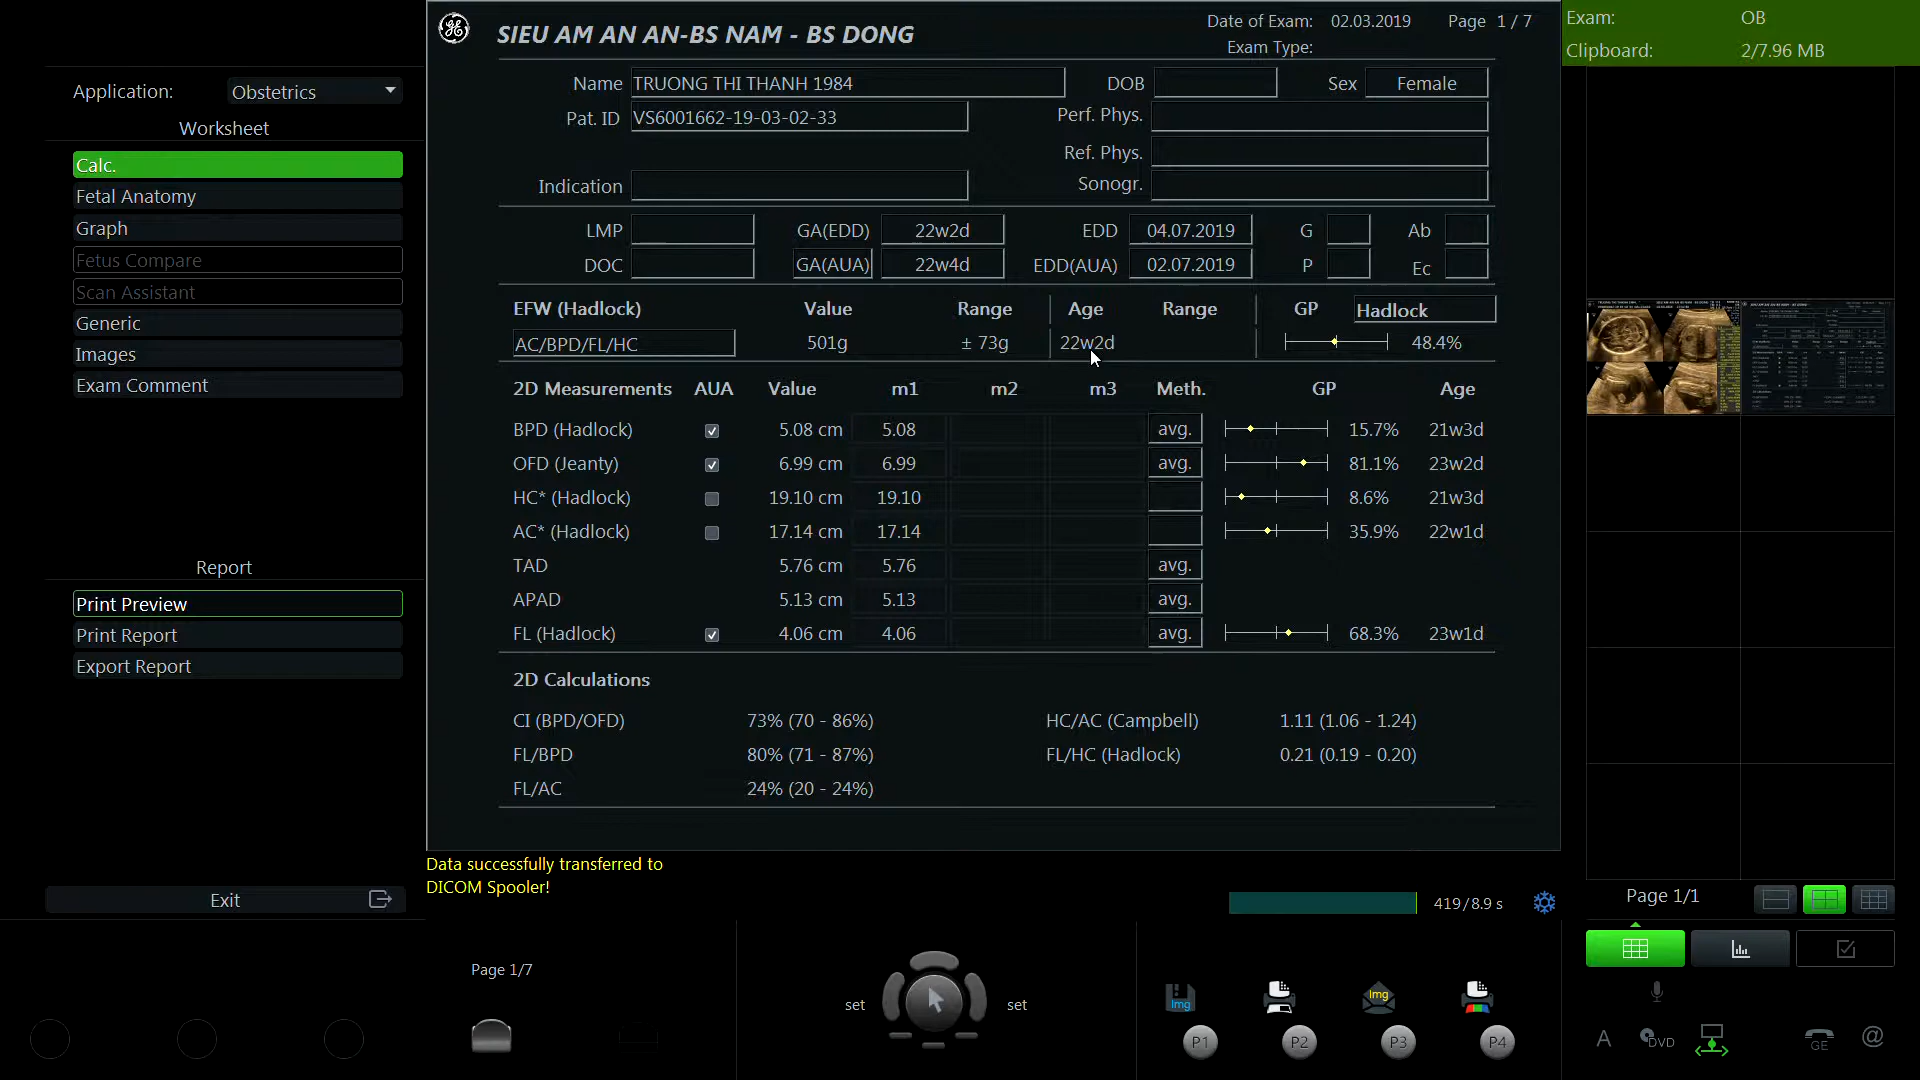 SIEU AM AN AN-BS NAM - BS DONG
Date of Exam: 02.03.2019 Page 1 / 7
Exam Type:
Exam: OB
Clipboard: 2/7.96 MB
Application: Obstetrics
Worksheet
Calc.
Fetal Anatomy
Graph
Fetus Compare
Scan Assistant
Generic
Images
Exam Comment
Report
Print Preview
Print Report
Export Report
Exit
Name TRUONG THI THANH 1984 DOB Sex Female
Pat. ID VS6001662-19-03-02-33 Perf. Phys.
Ref. Phys.
Indication Sonogr.
LMP GA(EDD) 22w2d EDD 04.07.2019 G Ab
DOC GA(AUA) 22w4d EDD(AUA) 02.07.2019 P Ec
EFW (Hadlock) Value Range Age Range GP Hadlock
AC/BPD/FL/HC 501g ± 73g 22w2d 48.4%
2D Measurements AUA Value m1 m2 m3 Meth. GP Age
BPD (Hadlock) 5.08 cm 5.08 avg. 15.7% 21w3d
OFD (Jeanty) 6.99 cm 6.99 avg. 81.1% 23w2d
HC* (Hadlock) 19.10 cm 19.10 8.6% 21w3d
AC* (Hadlock) 17.14 cm 17.14 35.9% 22w1d
TAD 5.76 cm 5.76 avg.
APAD 5.13 cm 5.13 avg.
FL (Hadlock) 4.06 cm 4.06 avg. 68.3% 23w1d
2D Calculations
CI (BPD/OFD) 73% (70 - 86%) HC/AC (Campbell) 1.11 (1.06 - 1.24)
FL/BPD 80% (71 - 87%) FL/HC (Hadlock) 0.21 (0.19 - 0.20)
FL/AC 24% (20 - 24%)
Data successfully transferred to
DICOM Spooler!
419/8.9 s
Page 1/1
Page 1/7
set set
Img Img
P1 P2 P3 P4
A DVD GE @